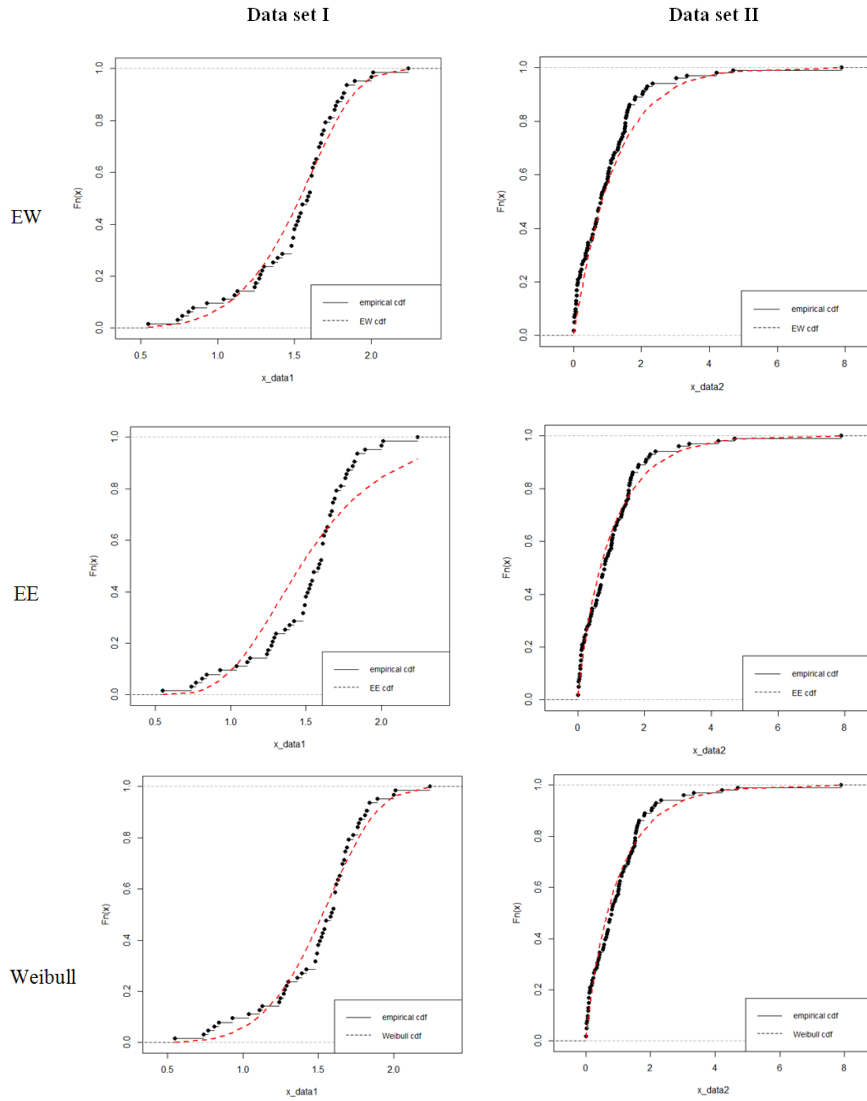 Data set I Data set II
EW
Fn(x)
0.0 0.2 0.4 0.6 0.8 1.0
0.5 1.0 1.5 2.0
x_data1
empirical cdf
EW cdf
Fn(x)
0.0 0.2 0.4 0.6 0.8 1.0
0 2 4 6 8
x_data2
empirical cdf
EW cdf
EE
Fn(x)
0.0 0.2 0.4 0.6 0.8 1.0
0.5 1.0 1.5 2.0
x_data1
empirical cdf
EE cdf
Fn(x)
0.0 0.2 0.4 0.6 0.8 1.0
0 2 4 6 8
x_data2
empirical cdf
EE cdf
Weibull
Fn(x)
0.0 0.2 0.4 0.6 0.8 1.0
0.5 1.0 1.5 2.0
x_data1
empirical cdf
Weibull cdf
Fn(x)
0.0 0.2 0.4 0.6 0.8 1.0
0 2 4 6 8
x_data2
empirical cdf
Weibull cdf